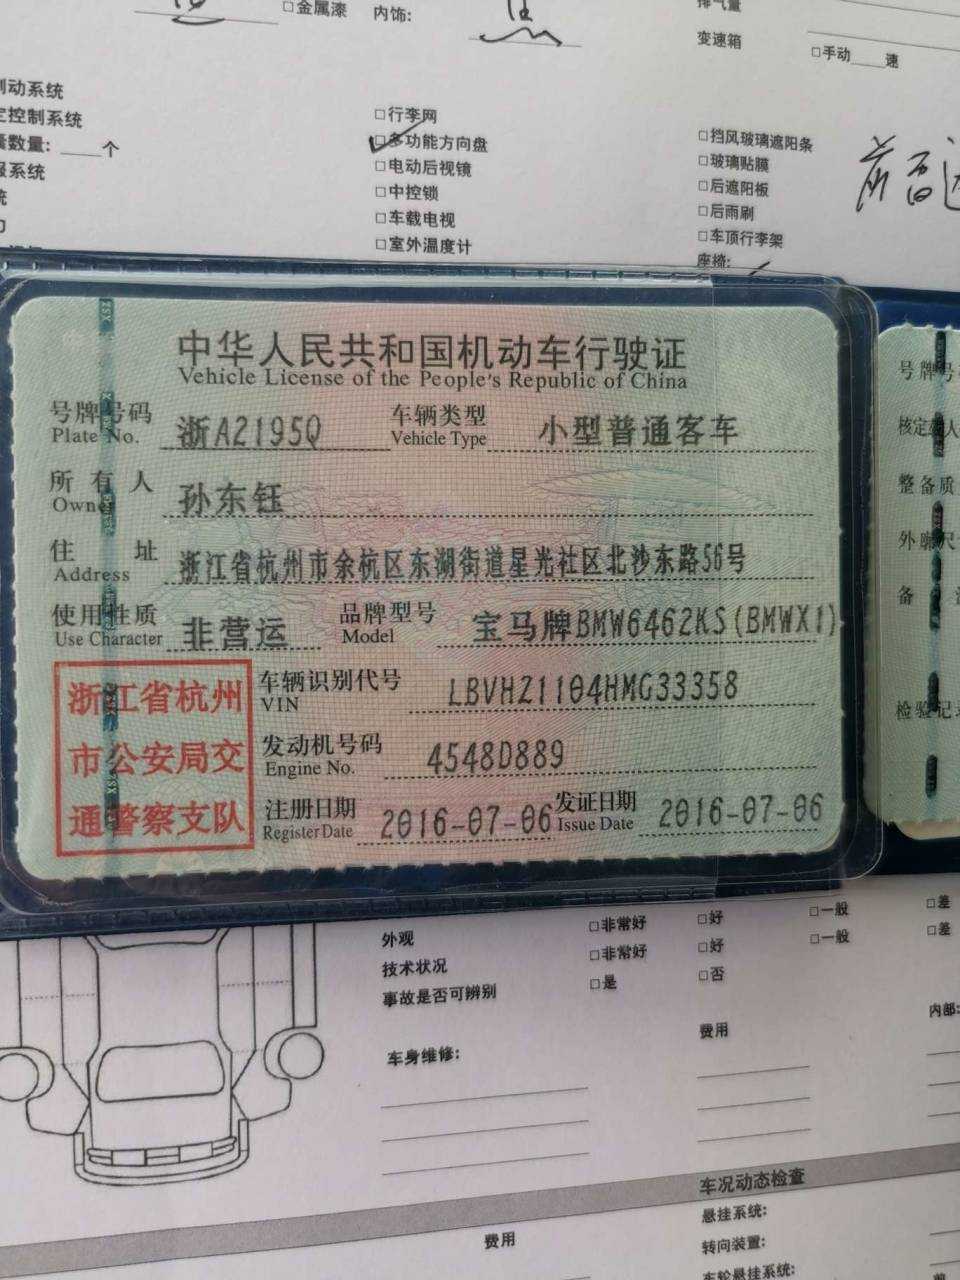 □金属漆 内饰:
排气量
变速箱 □手动 速
制动系统
定控制系统
囊数量: 个
服系统
统
□行李网
□多功能方向盘
□电动后视镜
□中控锁
□车载电视
□室外温度计
□挡风玻璃遮阳条
□玻璃贴膜
□后遮阳板
□后雨刷
□车顶行李架
座椅:
中华人民共和国机动车行驶证
Vehicle License of the People's Republic of China
号牌号码 浙A2195Q 车辆类型 小型普通客车
Plate No. Vehicle Type
所有人 孙东钰
Owner
住址 浙江省杭州市余杭区东湖街道星光社区北沙东路56号
Address
使用性质 非营运 品牌型号 宝马牌BMW6462KS(BMWX1)
Use Character Model
浙江省杭州
市公安局交
通警察支队
车辆识别代号 LBVHZ1104HMG33358
VIN
发动机号码 4548D889
Engine No.
注册日期 2016-07-06 发证日期 2016-07-06
Register Date Issue Date
号牌号
核定载人
整备质
外廓尺
备
检验记录
外观 □非常好 □好 □一般 □差
技术状况 □非常好 □好 □一般 □差
事故是否可辨别 □是 □否
车身维修: 费用 内部:
车况动态检查
悬挂系统:
费用 转向装置:
车轮悬挂系统: